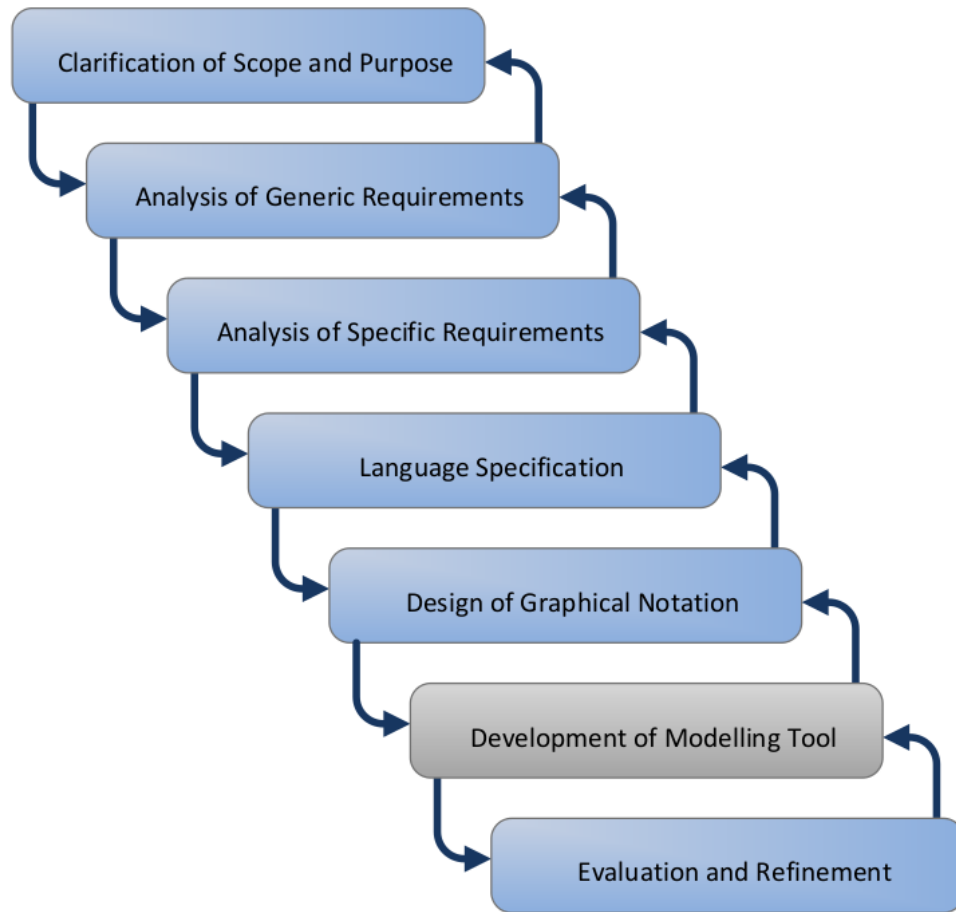 Clarification of Scope and Purpose
Analysis of Generic Requirements
Analysis of Specific Requirements
Language Specification
Design of Graphical Notation
Development of Modelling Tool
Evaluation and Refinement